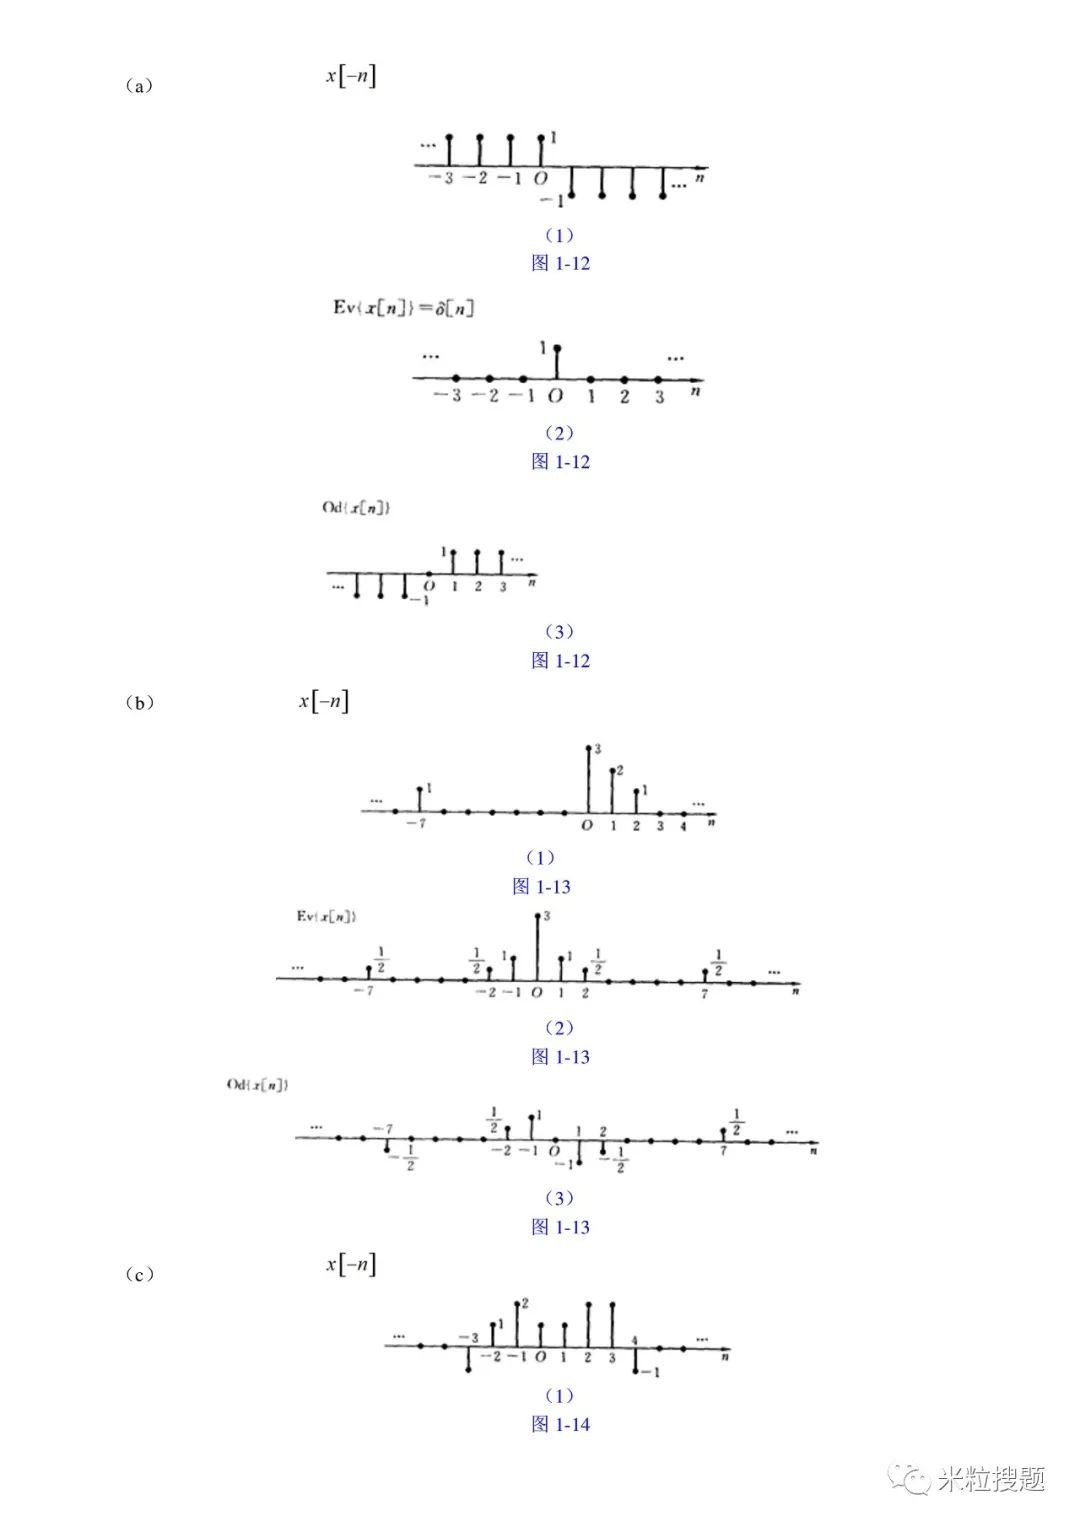 （a） x[−n]
... 1
−3 −2 −1 O ... n
−1
（1）
图 1-12
Ev{x[n]}=δ[n]
... 1 ...
−3 −2 −1 O 1 2 3 n
（2）
图 1-12
Od{x[n]}
1 ...
... −1 O 1 2 3 n
（3）
图 1-12
（b） x[−n]
3
2
... 1 1 ...
−7 O 1 2 3 4 n
（1）
图 1-13
Ev{x[n]}
3
... 1/2 1/2 1 1 1/2 1/2 ...
−7 −2 −1 O 1 2 7 n
（2）
图 1-13
Od{x[n]}
... −7 1/2 1 1 2 1/2 ...
−1/2 −2 −1 O −1 −1/2 7 n
（3）
图 1-13
（c） x[−n]
2
... −3 1 4 ...
−2 −1 O 1 2 3 −1 n
（1）
图 1-14
米粒搜题